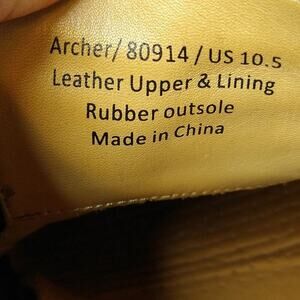 Archer/ 80914 / US 10.5
Leather Upper & Lining
Rubber outsole
Made in China